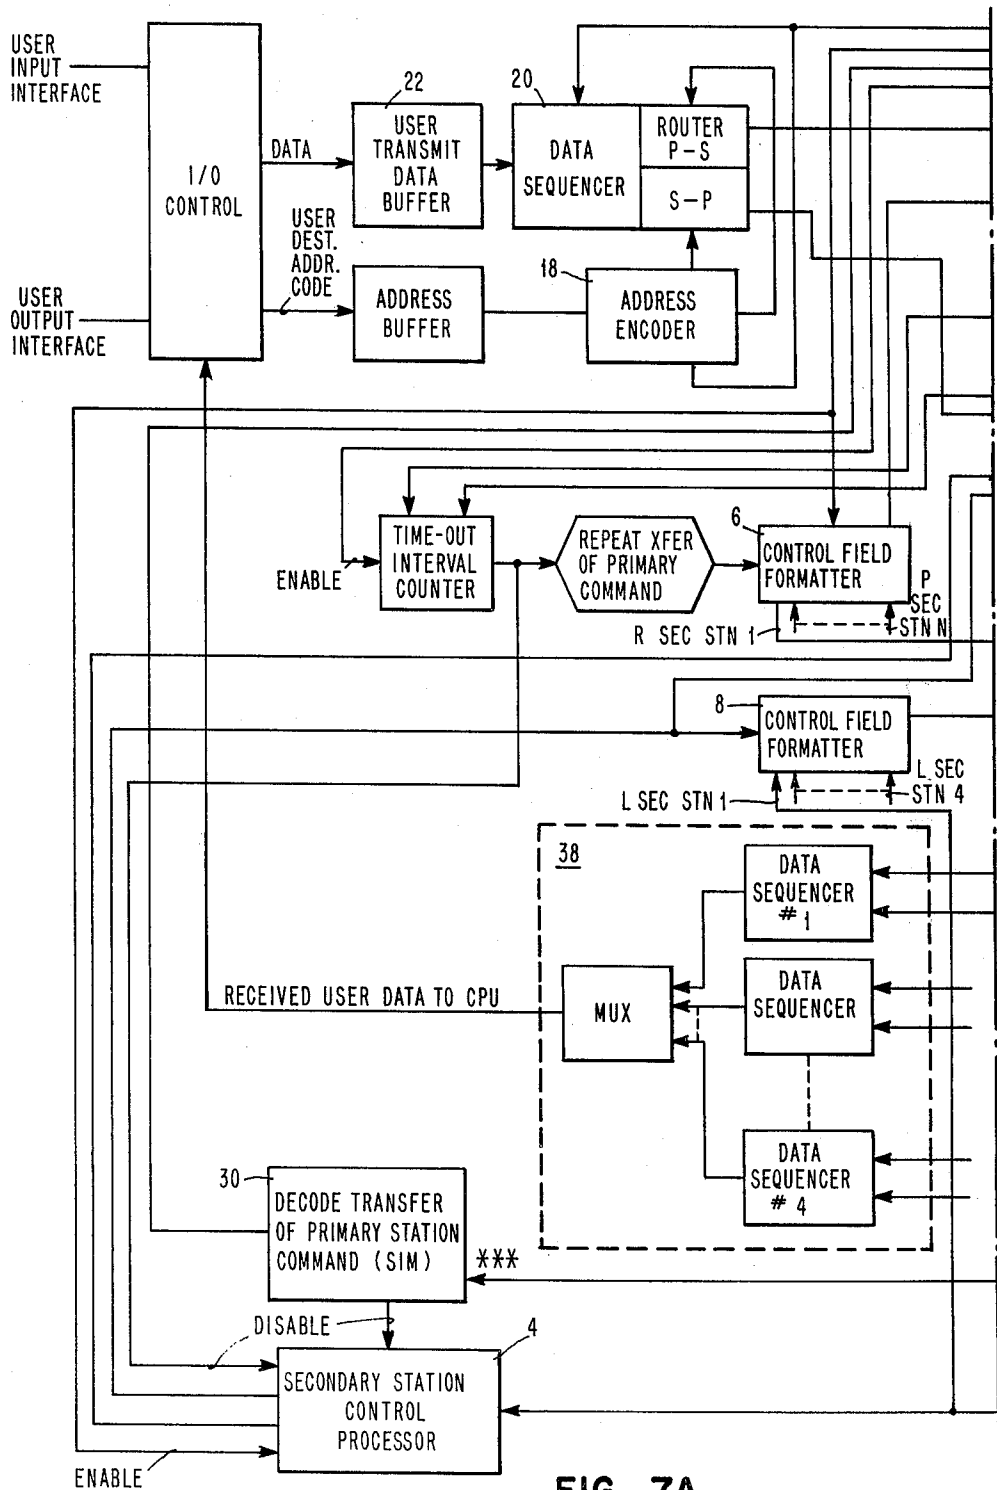 USER
INPUT
INTERFACE
USER
OUTPUT
INTERFACE
I/O
CONTROL
DATA
USER
DEST.
ADDR.
CODE
22
USER
TRANSMIT
DATA
BUFFER
ADDRESS
BUFFER
20
DATA
SEQUENCER
ROUTER
P-S
S-P
18
ADDRESS
ENCODER
ENABLE
TIME-OUT
INTERVAL
COUNTER
REPEAT XFER
OF PRIMARY
COMMAND
6
CONTROL FIELD
FORMATTER
P
SEC
STN N
R SEC STN 1
8
CONTROL FIELD
FORMATTER
L SEC
STN 4
L SEC STN 1
38
DATA
SEQUENCER
# 1
DATA
SEQUENCER
DATA
SEQUENCER
# 4
MUX
RECEIVED USER DATA TO CPU
30
DECODE TRANSFER
OF PRIMARY STATION
COMMAND (SIM)
***
DISABLE
4
SECONDARY STATION
CONTROL
PROCESSOR
ENABLE
FIG. 7A